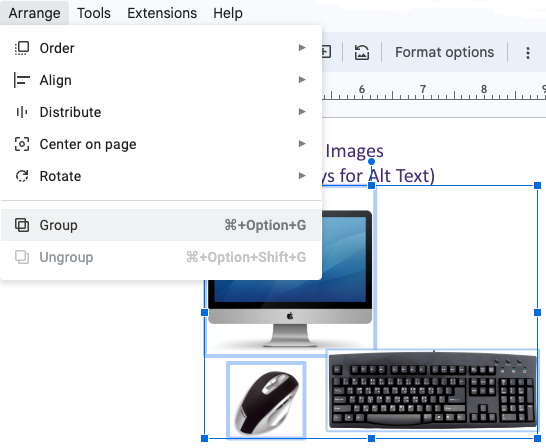 Arrange Tools Extensions Help
Order
Format options
Align
Distribute
6 7 8 9
Center on page
Images
Rotate
ys for Alt Text)
Group ⌘+Option+G
Ungroup ⌘+Option+Shift+G